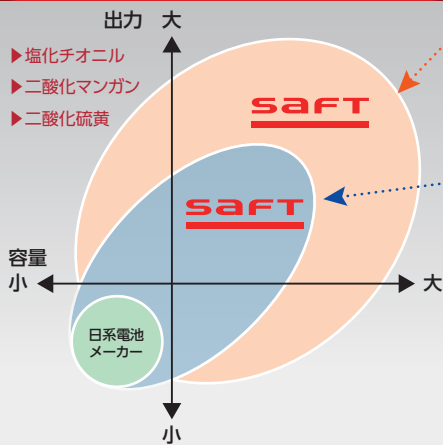 出力 大
▶塩化チオニル
▶二酸化マンガン
▶二酸化硫黄
saft
saft
容量
小
大
日系電池
メーカー
小